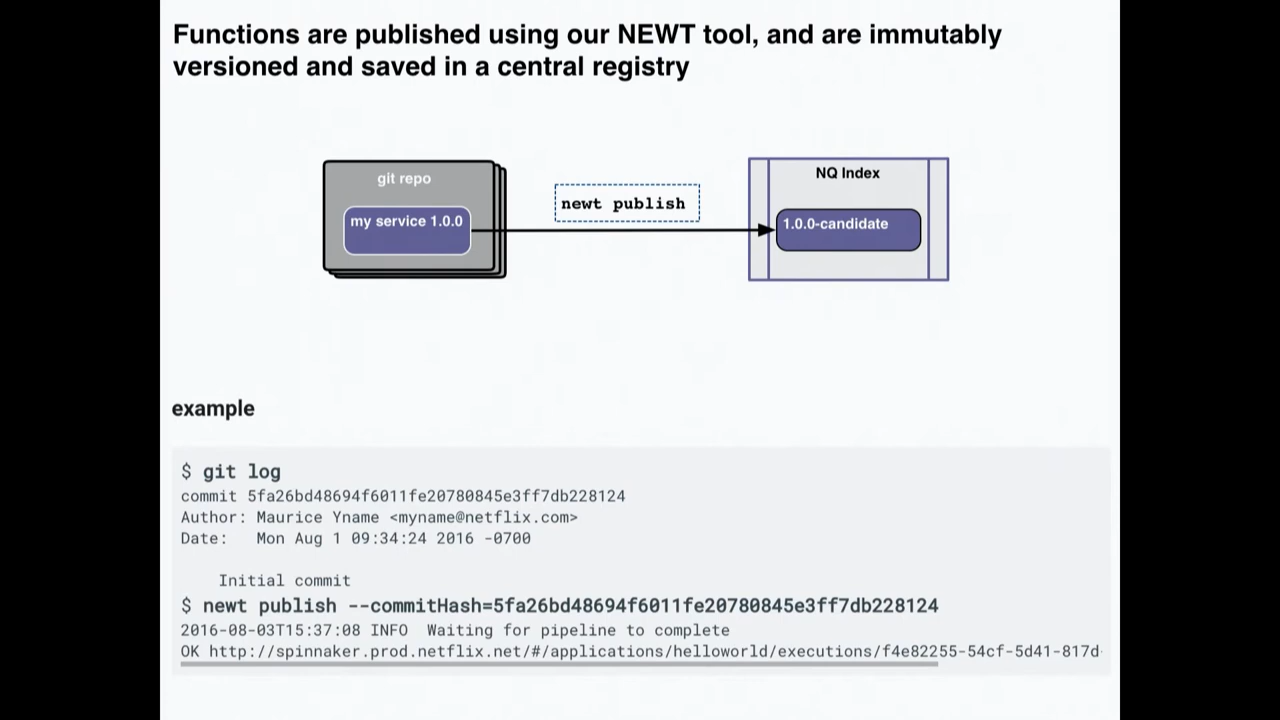 Functions are published using our NEWT tool, and are immutably
versioned and saved in a central registry
git repo
my service 1.0.0
newt publish
NQ Index
1.0.0-candidate
example
$ git log
commit 5fa26bd48694f6011fe20780845e3ff7db228124
Author: Maurice Yname <myname@netflix.com>
Date:   Mon Aug 1 09:34:24 2016 -0700
Initial commit
$ newt publish --commitHash=5fa26bd48694f6011fe20780845e3ff7db228124
2016-08-03T15:37:08 INFO  Waiting for pipeline to complete
OK http://spinnaker.prod.netflix.net/#/applications/helloworld/executions/f4e82255-54cf-5d41-817d-